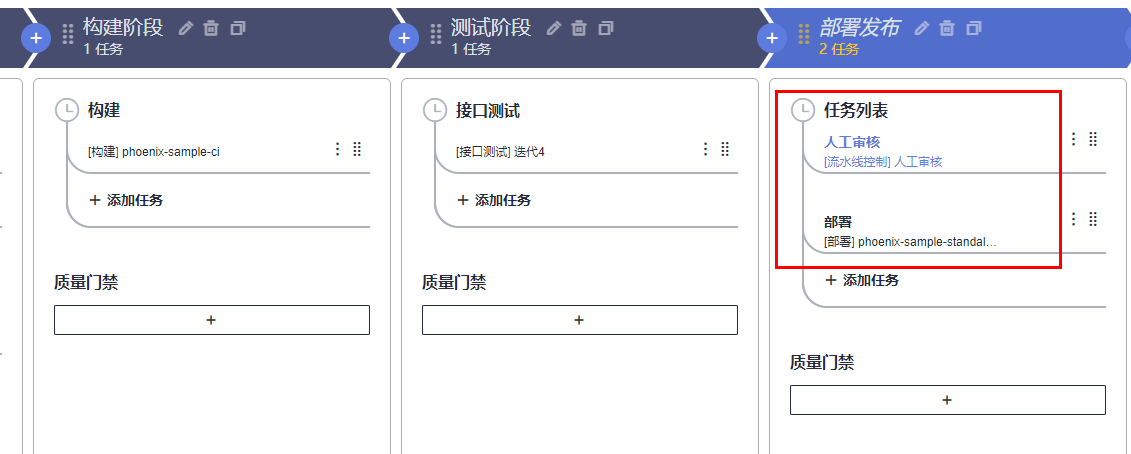 构建阶段
1 任务
测试阶段
1 任务
部署发布
2 任务
构建
[构建] phoenix-sample-ci
+ 添加任务
质量门禁
+
接口测试
[接口测试] 迭代4
+ 添加任务
质量门禁
+
任务列表
人工审核
[流水线控制] 人工审核
部署
[部署] phoenix-sample-standal...
+ 添加任务
质量门禁
+